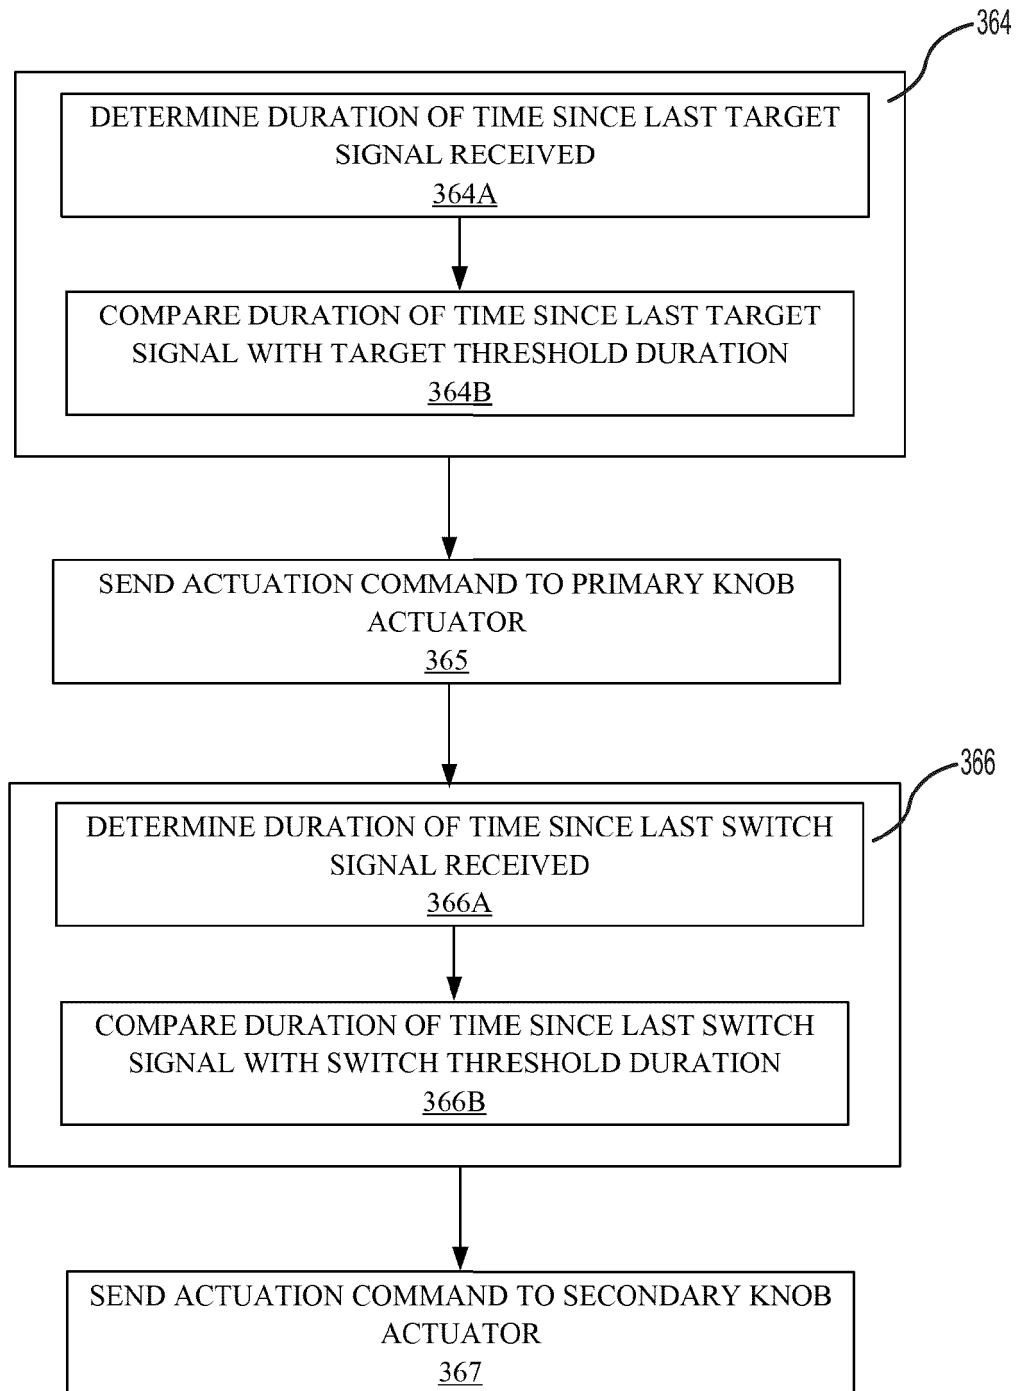 364
DETERMINE DURATION OF TIME SINCE LAST TARGET
SIGNAL RECEIVED
364A
COMPARE DURATION OF TIME SINCE LAST TARGET
SIGNAL WITH TARGET THRESHOLD DURATION
364B
SEND ACTUATION COMMAND TO PRIMARY KNOB
ACTUATOR
365
366
DETERMINE DURATION OF TIME SINCE LAST SWITCH
SIGNAL RECEIVED
366A
COMPARE DURATION OF TIME SINCE LAST SWITCH
SIGNAL WITH SWITCH THRESHOLD DURATION
366B
SEND ACTUATION COMMAND TO SECONDARY KNOB
ACTUATOR
367